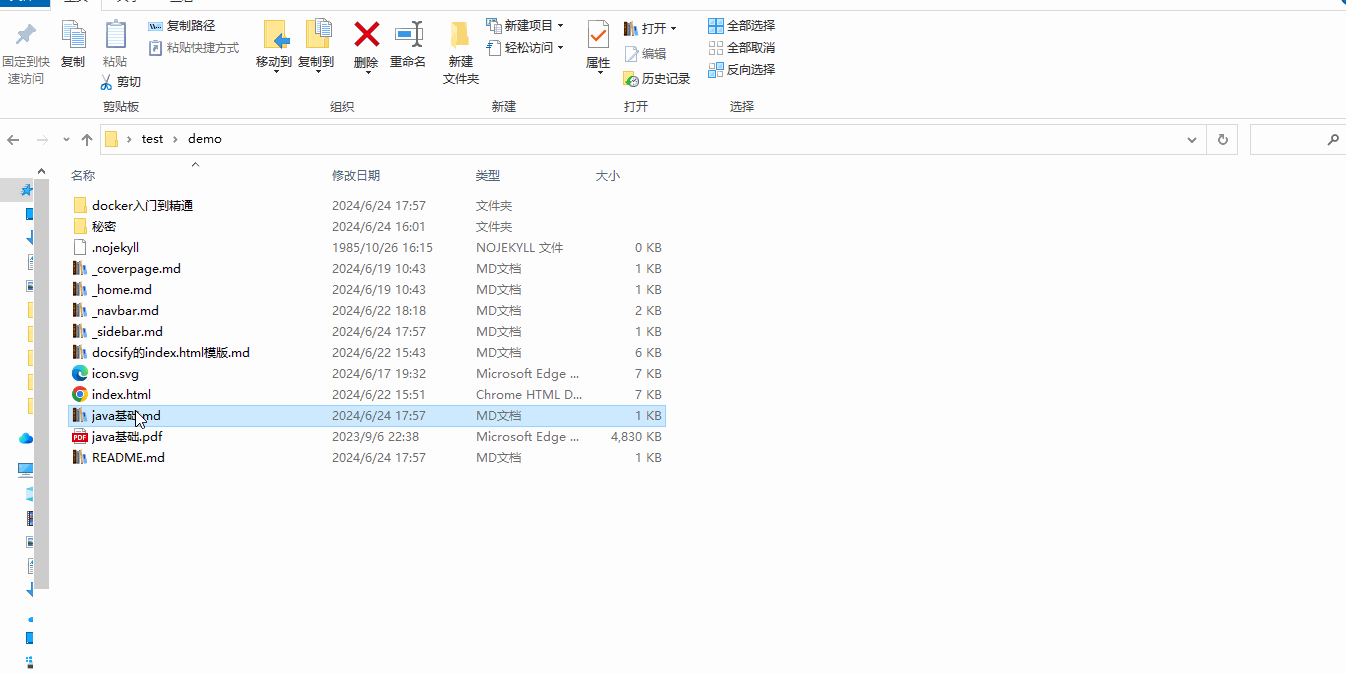 复制路径
粘贴快捷方式
固定到快
速访问
复制
粘贴
剪切
剪贴板
移动到
复制到
删除
重命名
组织
新建项目
轻松访问
新建
文件夹
新建
属性
打开
编辑
历史记录
打开
全部选择
全部取消
反向选择
选择
test
demo
名称 修改日期 类型 大小
docker入门到精通 2024/6/24 17:57 文件夹
秘密 2024/6/24 16:01 文件夹
.nojekyll 1985/10/26 16:15 NOJEKYLL 文件 0 KB
_coverpage.md 2024/6/19 10:43 MD文档 1 KB
_home.md 2024/6/19 10:43 MD文档 1 KB
_navbar.md 2024/6/22 18:18 MD文档 2 KB
_sidebar.md 2024/6/24 17:57 MD文档 1 KB
docsify的index.html模版.md 2024/6/22 15:43 MD文档 6 KB
icon.svg 2024/6/17 19:32 Microsoft Edge ... 7 KB
index.html 2024/6/22 15:51 Chrome HTML D... 7 KB
java基础.md 2024/6/24 17:57 MD文档 1 KB
PDF java基础.pdf 2023/9/6 22:38 Microsoft Edge ... 4,830 KB
README.md 2024/6/24 17:57 MD文档 1 KB